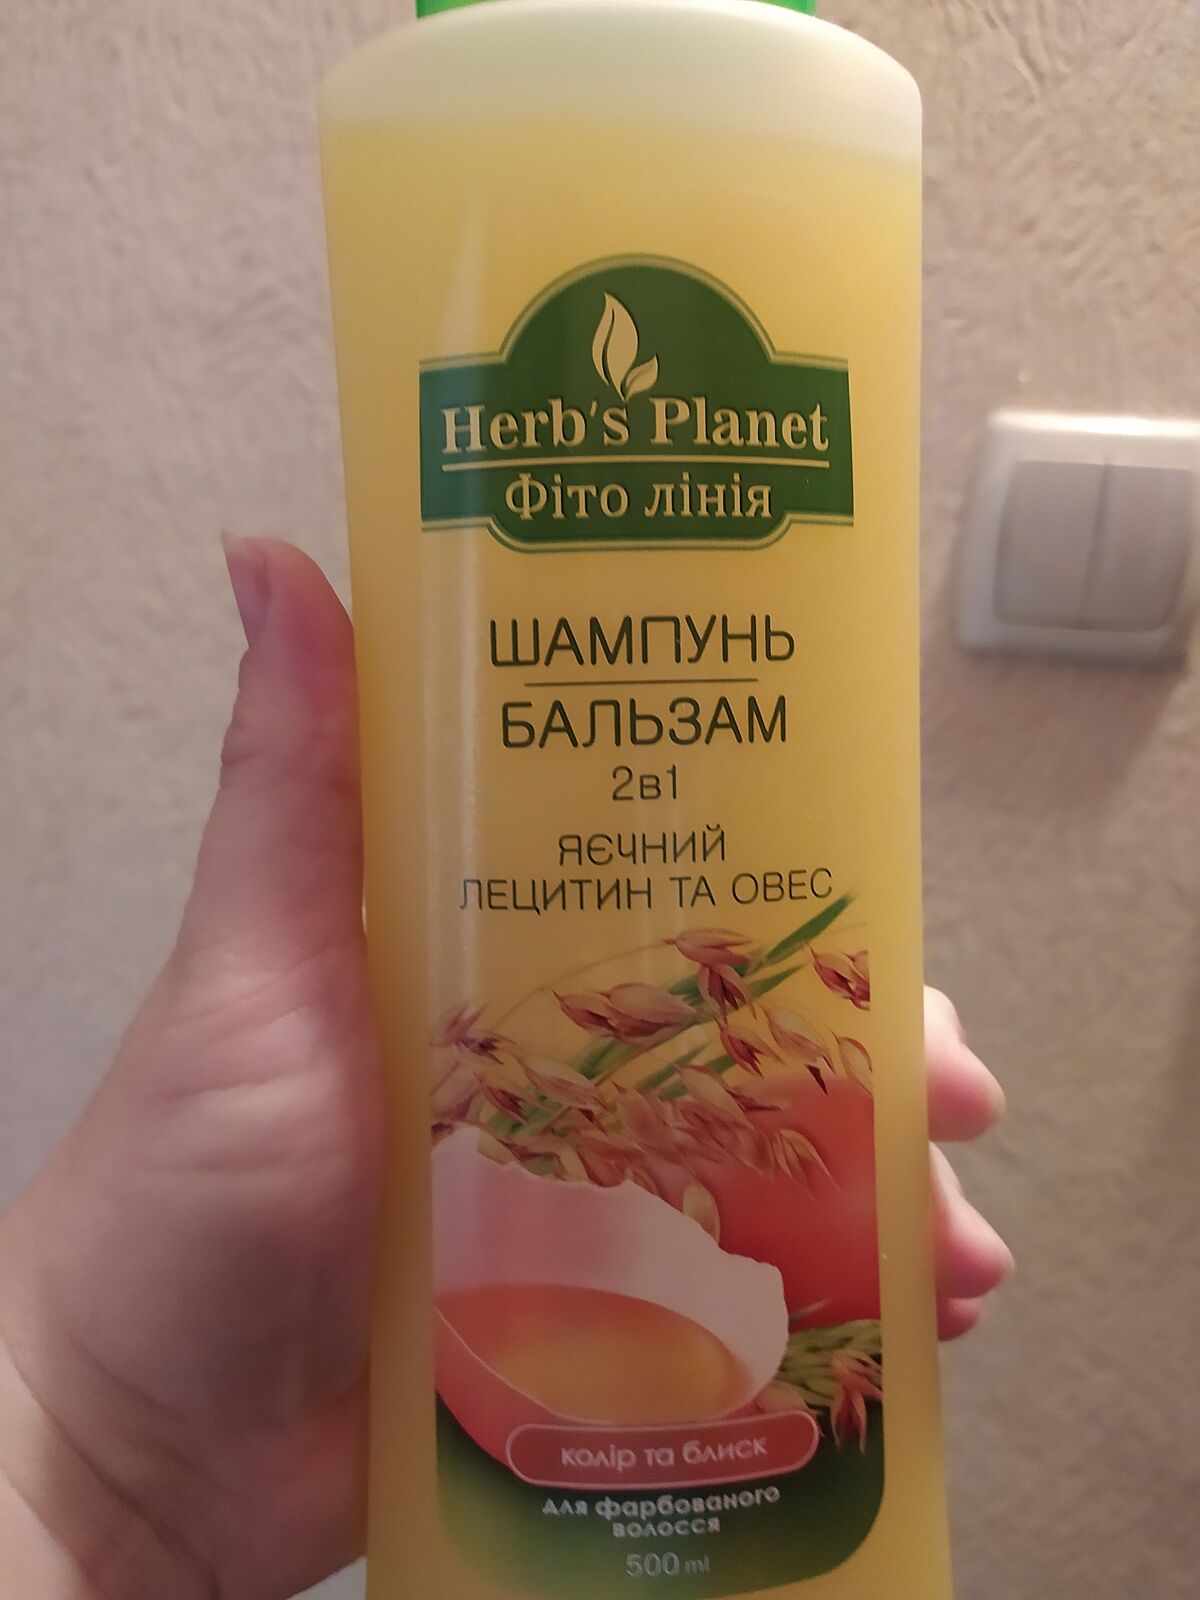 Herb's Planet
Фіто лінія
ШАМПУНЬ
БАЛЬЗАМ
2в1
ЯЄЧНИЙ
ЛЕЦИТИН ТА ОВЕС
колір та блиск
для фарбованого
волосся
500 ml